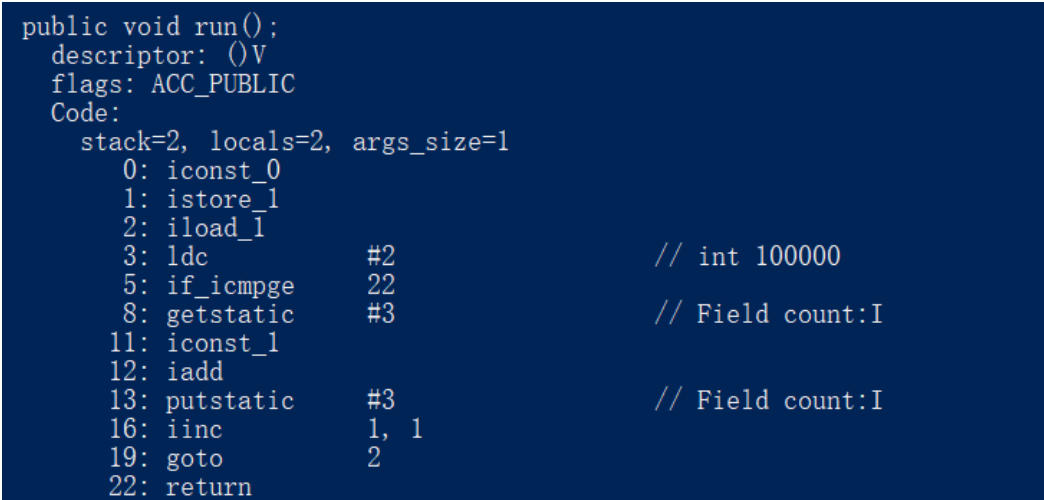 public void run();
descriptor: ()V
flags: ACC_PUBLIC
Code:
stack=2, locals=2, args_size=1
0: iconst_0
1: istore_1
2: iload_1
3: ldc #2 // int 100000
5: if_icmpge 22
8: getstatic #3 // Field count:I
11: iconst_1
12: iadd
13: putstatic #3 // Field count:I
16: iinc 1, 1
19: goto 2
22: return